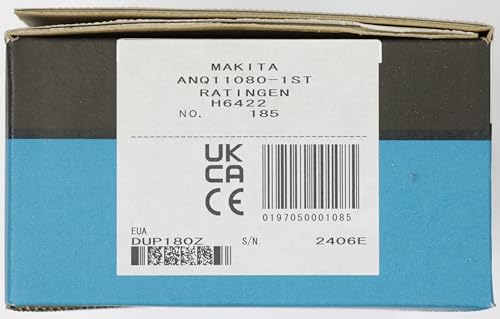 MAKITA
ANQ11080-1ST
RATINGEN
H6422
NO. 185
UK
CA
CE
0197050001085
EUA
DUP180Z S/N 2406E